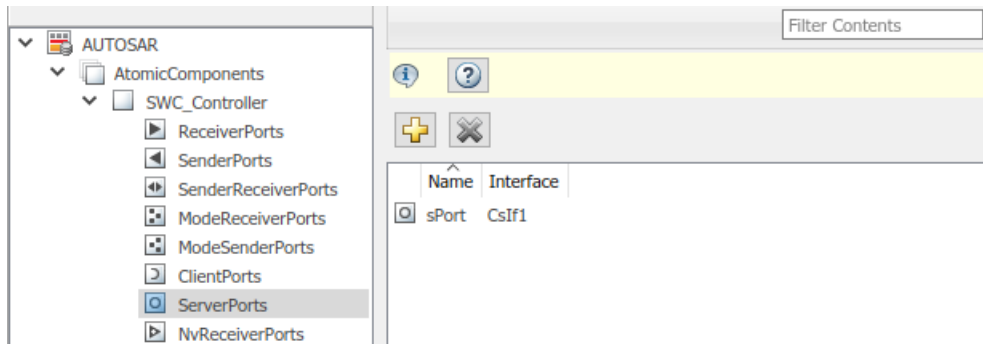 Filter Contents
AUTOSAR
AtomicComponents
SWC_Controller
ReceiverPorts
SenderPorts
SenderReceiverPorts
ModeReceiverPorts
ModeSenderPorts
ClientPorts
ServerPorts
NvReceiverPorts
Name Interface
sPort CsIf1